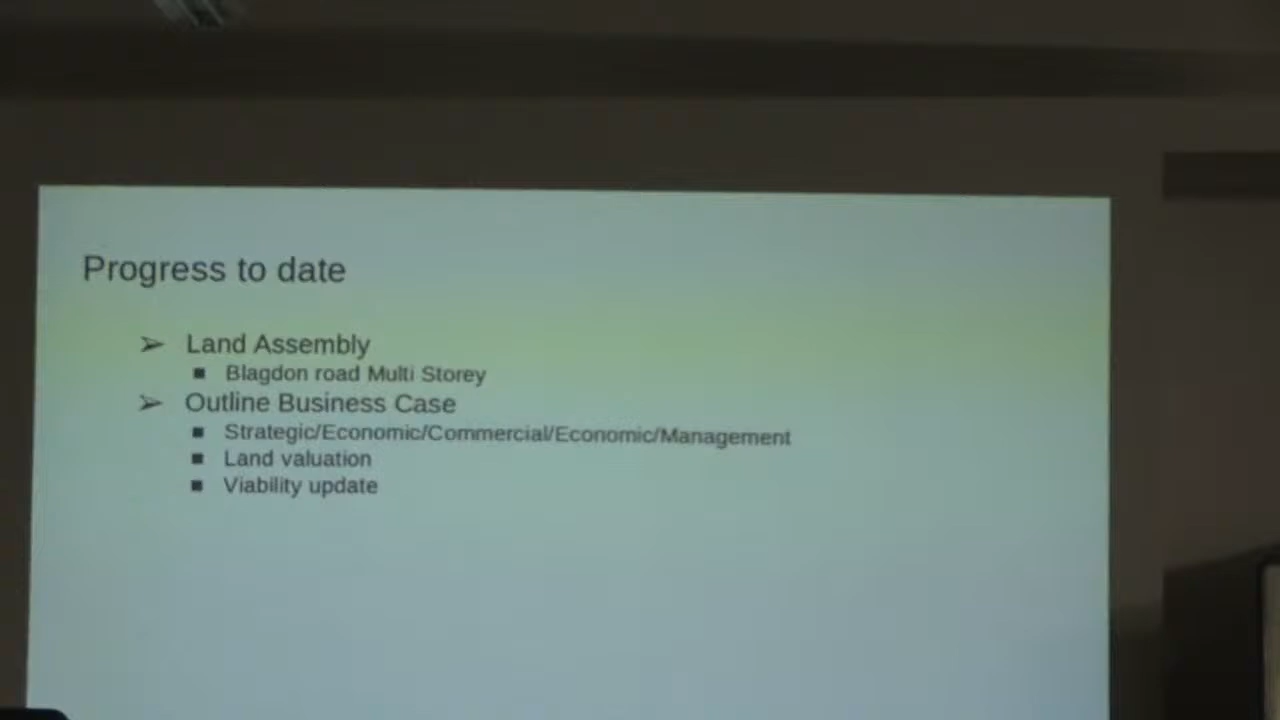 Progress to date
➢ Land Assembly
▪ Blagdon road Multi Storey
➢ Outline Business Case
▪ Strategic/Economic/Commercial/Economic/Management
▪ Land valuation
▪ Viability update